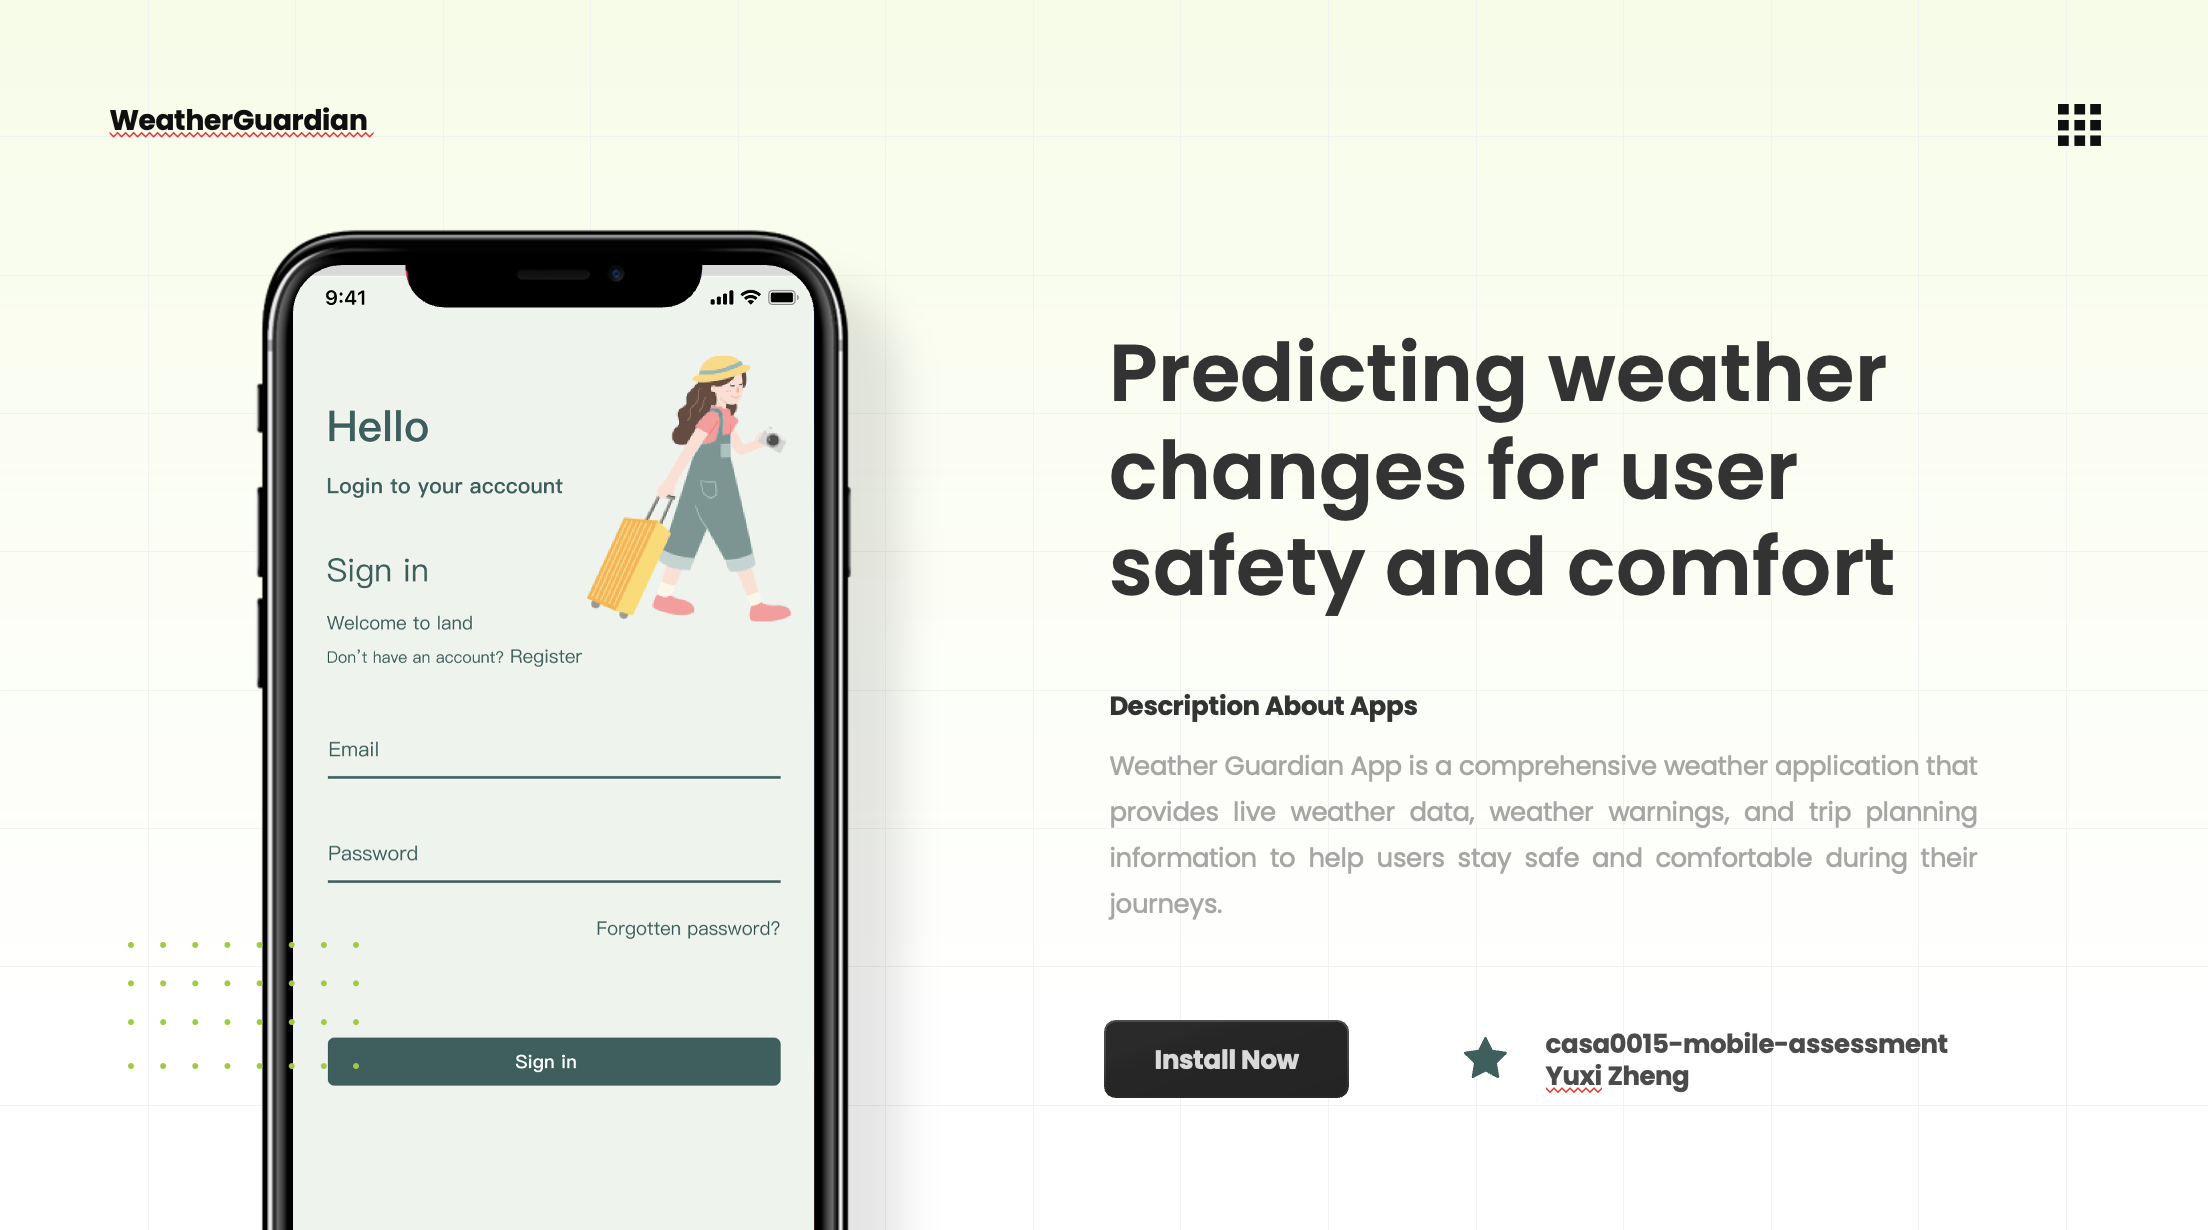 WeatherGuardian
9:41
Hello
Login to your acccount
Sign in
Welcome to land
Don't have an account? Register
Email
Password
Forgotten password?
Sign in
Predicting weather
changes for user
safety and comfort
Description About Apps
Weather Guardian App is a comprehensive weather application that
provides live weather data, weather warnings, and trip planning
information to help users stay safe and comfortable during their
journeys.
Install Now
casa0015-mobile-assessment
Yuxi Zheng